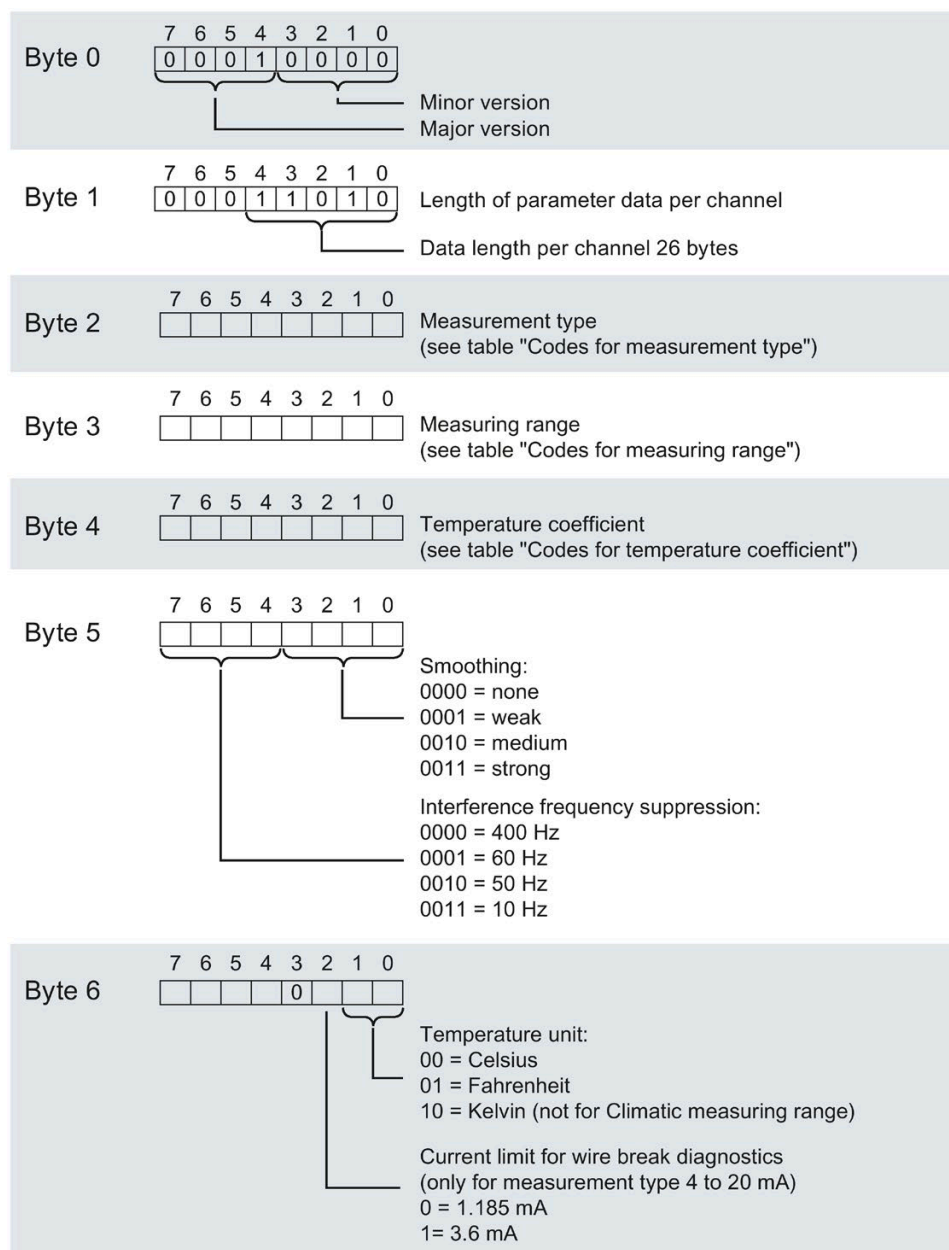 7 6 5 4 3 2 1 0
Byte 0
0 0 0 1 0 0 0 0
Minor version
Major version
7 6 5 4 3 2 1 0
Byte 1
0 0 0 1 1 0 1 0
Length of parameter data per channel
Data length per channel 26 bytes
7 6 5 4 3 2 1 0
Byte 2
Measurement type
(see table "Codes for measurement type")
7 6 5 4 3 2 1 0
Byte 3
Measuring range
(see table "Codes for measuring range")
7 6 5 4 3 2 1 0
Byte 4
Temperature coefficient
(see table "Codes for temperature coefficient")
7 6 5 4 3 2 1 0
Byte 5
Smoothing:
0000 = none
0001 = weak
0010 = medium
0011 = strong
Interference frequency suppression:
0000 = 400 Hz
0001 = 60 Hz
0010 = 50 Hz
0011 = 10 Hz
7 6 5 4 3 2 1 0
Byte 6
0
Temperature unit:
00 = Celsius
01 = Fahrenheit
10 = Kelvin (not for Climatic measuring range)
Current limit for wire break diagnostics
(only for measurement type 4 to 20 mA)
0 = 1.185 mA
1= 3.6 mA